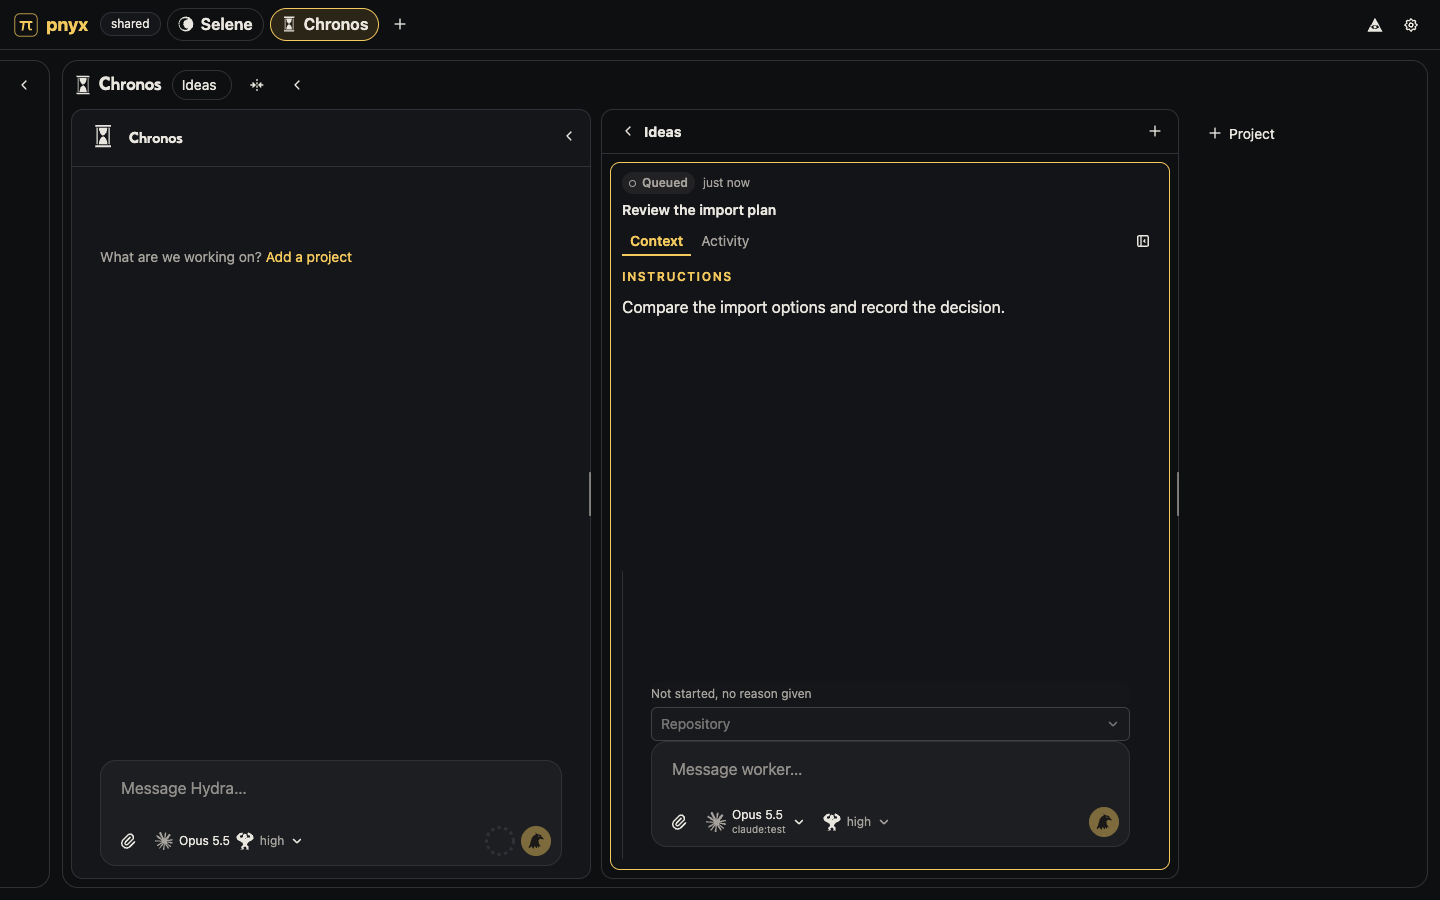 π pnyx shared Selene Chronos +
Chronos Ideas
Chronos
What are we working on? Add a project
Message Hydra...
Opus 5.5 high
Ideas +
Queued just now
Review the import plan
Context Activity
INSTRUCTIONS
Compare the import options and record the decision.
Not started, no reason given
Repository
Message worker...
Opus 5.5 high
claude:test
+ Project